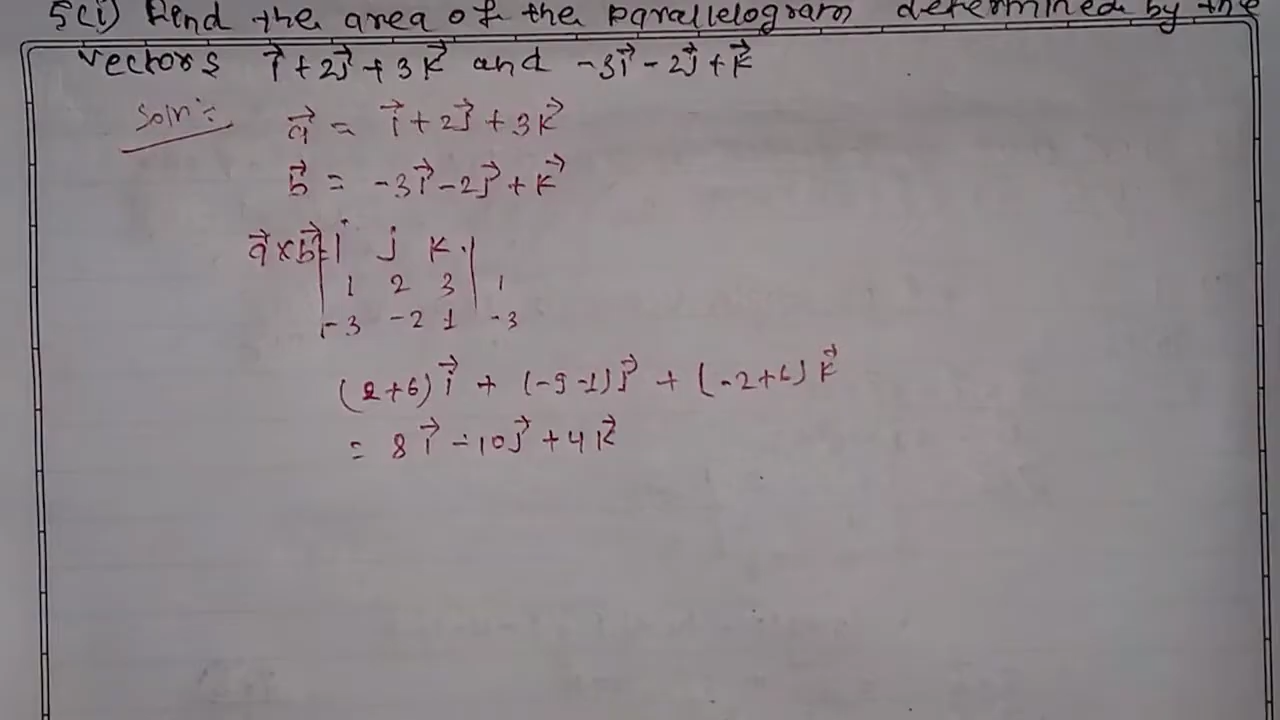 5(i) Find the area of the parallelogram determined by the
vectors i⃗ + 2j⃗ + 3k⃗ and -3i⃗ - 2j⃗ + k⃗
Soln:
a⃗ = i⃗ + 2j⃗ + 3k⃗
b⃗ = -3i⃗ - 2j⃗ + k⃗
a⃗ × b⃗ = | i j k |
1 2 3 | 1
-3 -2 1 -3
(2+6) i⃗ + (-9-1) j⃗ + (-2+6) k⃗
= 8 i⃗ - 10 j⃗ + 4 k⃗